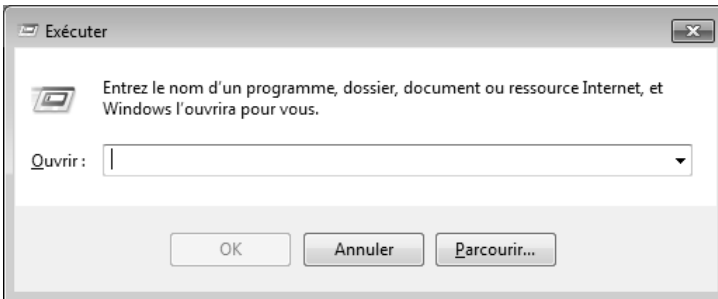 Exécuter
Entrez le nom d'un programme, dossier, document ou ressource Internet, et
Windows l'ouvrira pour vous.
Ouvrir :
OK
Annuler
Parcourir...